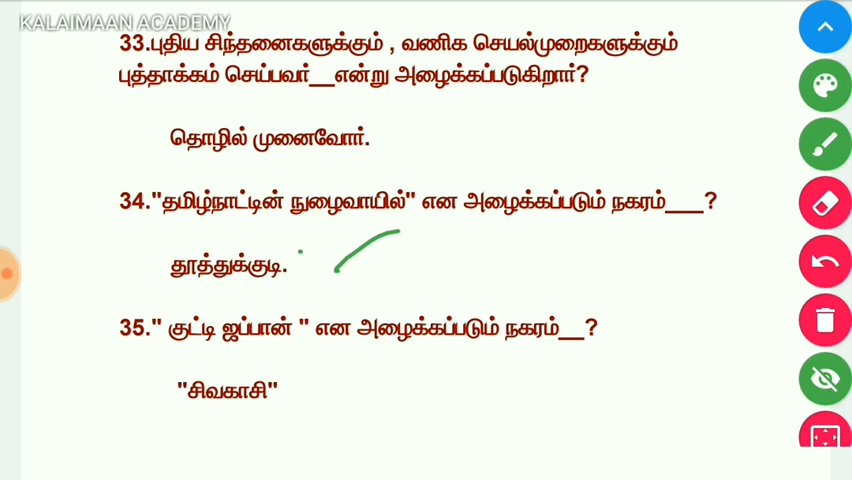 KALAIMAAN ACADEMY
33.புதிய சிந்தனைகளுக்கும் , வணிக செயல்முறைகளுக்கும்
புத்தாக்கம் செய்பவர்__என்று அழைக்கப்படுகிறார்?
தொழில் முனைவோர்.
34."தமிழ்நாட்டின் நுழைவாயில்" என அழைக்கப்படும் நகரம்___?
தூத்துக்குடி.
35." குட்டி ஜப்பான் " என அழைக்கப்படும் நகரம்__?
"சிவகாசி"